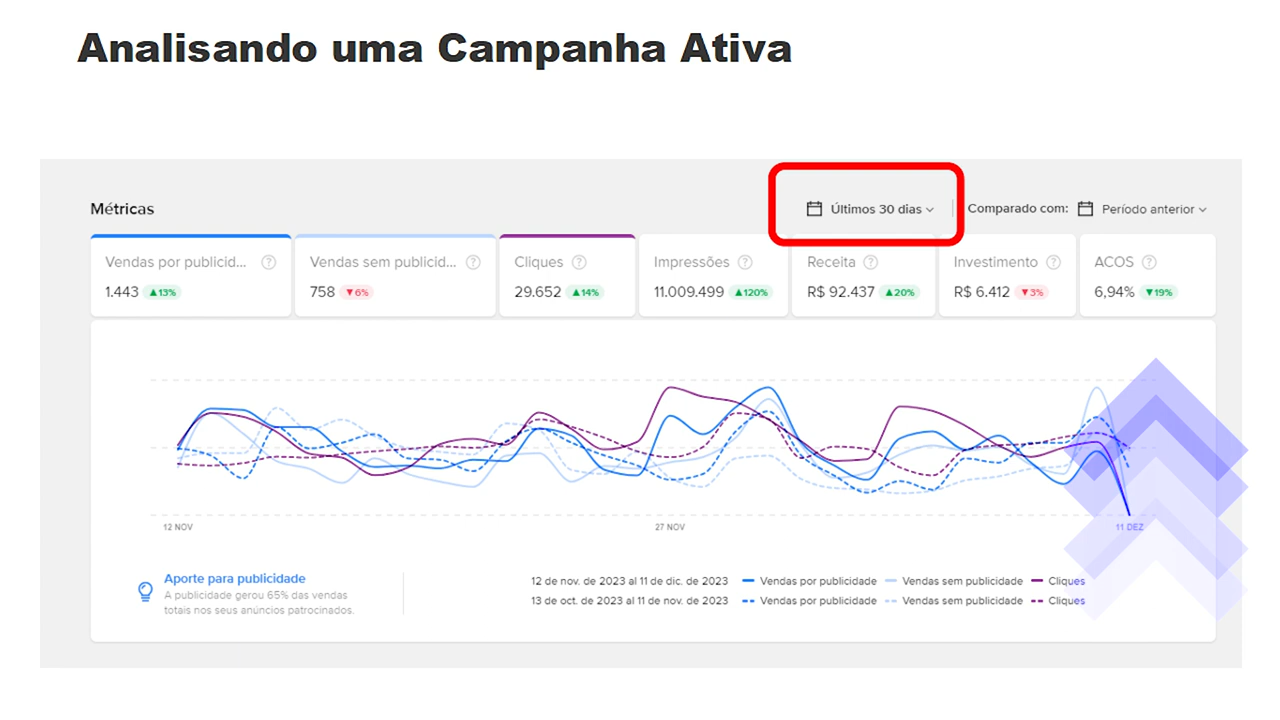 Analisando uma Campanha Ativa
Métricas
Últimos 30 dias
Comparado com:
Período anterior
Vendas por publicid...
1.443 ▲13%
Vendas sem publicid...
758 ▼6%
Cliques
29.652 ▲14%
Impressões
11.009.499 ▲120%
Receita
R$ 92.437 ▲20%
Investimento
R$ 6.412 ▼3%
ACOS
6,94% ▼19%
12 NOV
27 NOV
11 DEZ
Aporte para publicidade
A publicidade gerou 65% das vendas
totais nos seus anúncios patrocinados.
12 de nov. de 2023 al 11 de dic. de 2023 Vendas por publicidade Vendas sem publicidade Cliques
13 de oct. de 2023 al 11 de nov. de 2023 Vendas por publicidade Vendas sem publicidade Cliques